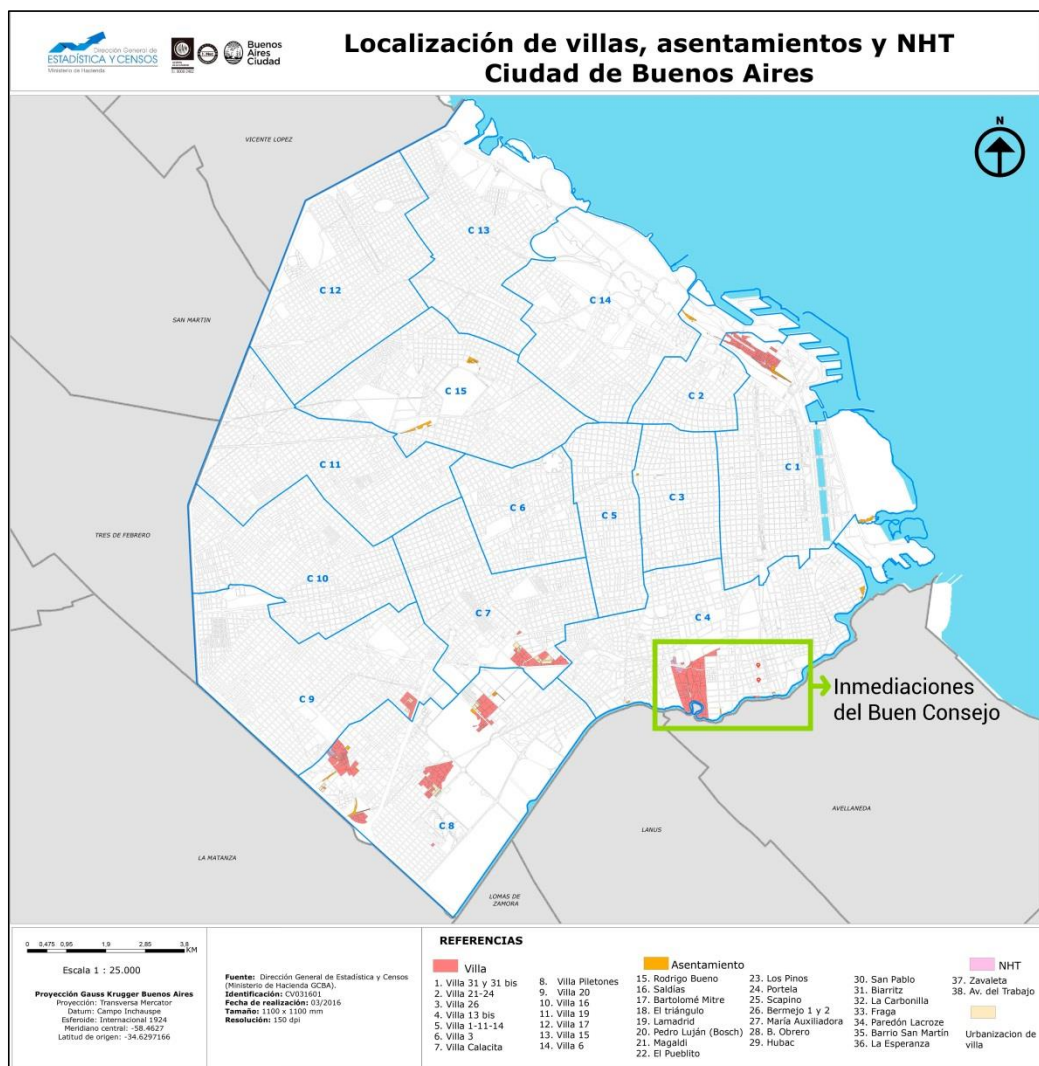 Dirección General de
ESTADÍSTICA Y CENSOS
Ministerio de Hacienda
Buenos
Aires
Ciudad
Localización de villas, asentamientos y NHT
Ciudad de Buenos Aires
N
VICENTE LOPEZ
C 13
C 12
C 14
SAN MARTIN
C 15
C 2
C 11
C 1
C 3
C 6
C 5
TRES DE FEBRERO
C 10
C 7
C 4
C 9
Inmediaciones
del Buen Consejo
AVELLANEDA
C 8
LANUS
LA MATANZA
LOMAS DE
ZAMORA
0 0,475 0,95 1,9 2,85 3,8
KM
Escala 1 : 25.000
Proyección Gauss Krugger Buenos Aires
Proyección: Transversa Mercator
Datum: Campo Inchauspe
Esferoide: Internacional 1924
Meridiano central: -58.4627
Latitud de origen: -34.6297166
Fuente: Dirección General de Estadística y Censos
(Ministerio de Hacienda GCBA).
Identificación: CV031601
Fecha de realización: 03/2016
Tamaño: 1100 x 1100 mm
Resolución: 150 dpi
REFERENCIAS
Villa
1. Villa 31 y 31 bis
2. Villa 21-24
3. Villa 26
4. Villa 13 bis
5. Villa 1-11-14
6. Villa 3
7. Villa Calacita
8. Villa Piletones
9. Villa 20
10. Villa 16
11. Villa 19
12. Villa 17
13. Villa 15
14. Villa 6
Asentamiento
15. Rodrigo Bueno
16. Saldías
17. Bartolomé Mitre
18. El triángulo
19. Lamadrid
20. Pedro Luján (Bosch)
21. Magaldi
22. El Pueblito
23. Los Pinos
24. Portela
25. Scapino
26. Bermejo 1 y 2
27. María Auxiliadora
28. B. Obrero
29. Hubac
30. San Pablo
31. Biarritz
32. La Carbonilla
33. Fraga
34. Paredón Lacroze
35. Barrio San Martín
36. La Esperanza
NHT
37. Zavaleta
38. Av. del Trabajo
Urbanizacion de
villa